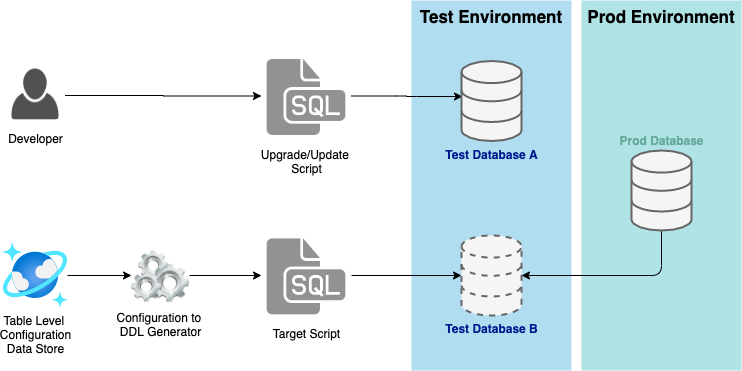 Test Environment
Prod Environment
SQL
Developer
Upgrade/Update
Script
Test Database A
Prod Database
SQL
Table Level
Configuration
Data Store
Configuration to
DDL Generator
Target Script
Test Database B